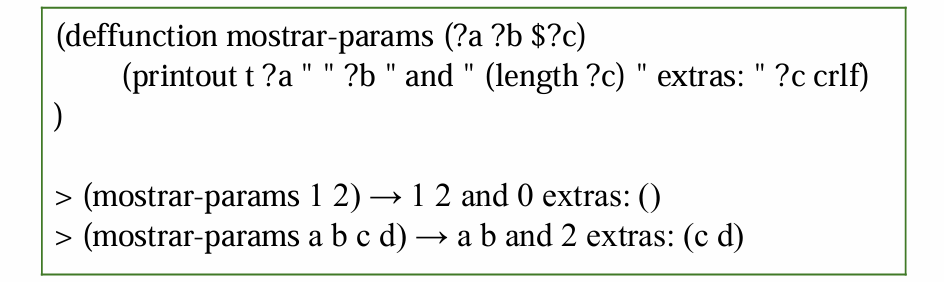 (deffunction mostrar-params (?a ?b $?c)
(printout t ?a " " ?b " and " (length ?c) " extras: " ?c crlf)
)
> (mostrar-params 1 2) → 1 2 and 0 extras: ()
> (mostrar-params a b c d) → a b and 2 extras: (c d)